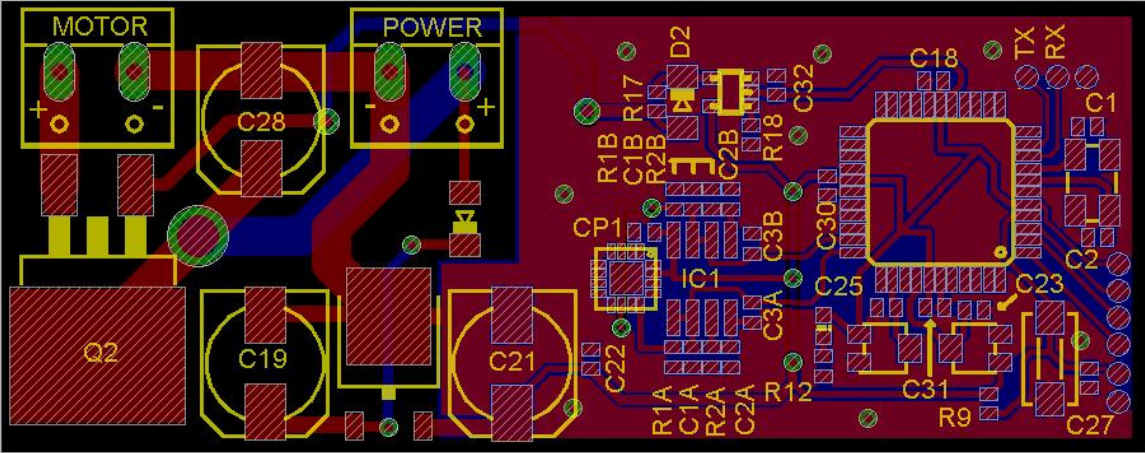 MOTOR
+
-
POWER
-
+
C28
Q2
C19
C21
D2
R17
C32
R18
R1B
C1B
R2B
C2B
CP1
IC1
C3B
C3A
C22
R1A
C1A
R2A
C2A
TX
RX
C18
C1
C30
C2
C25
C23
R12
C31
R9
C27